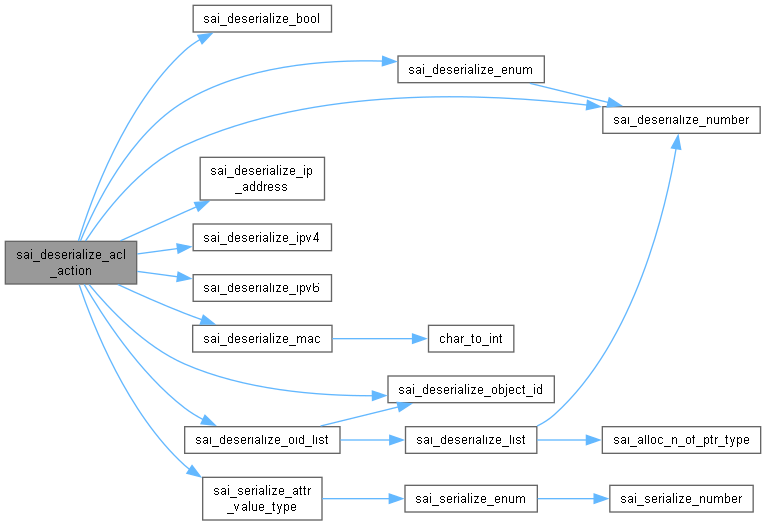 sai_deserialize_bool
sai_deserialize_enum
sai_deserialize_number
sai_deserialize_ip
_address
sai_deserialize_ipv4
sai_deserialize_acl
_action
sai_deserialize_ipv6
sai_deserialize_mac
char_to_int
sai_deserialize_object_id
sai_deserialize_oid_list
sai_deserialize_list
sai_alloc_n_of_ptr_type
sai_serialize_attr
_value_type
sai_serialize_enum
sai_serialize_number